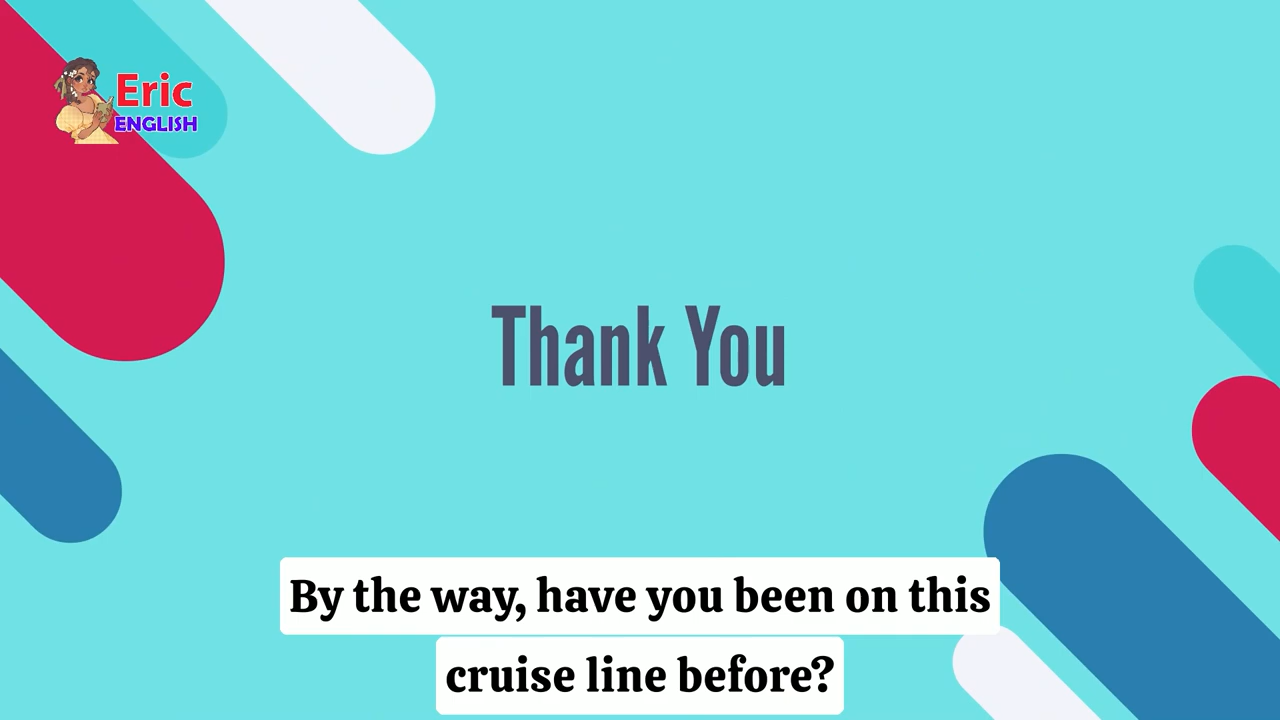 Eric
ENGLISH
Thank You
By the way, have you been on this
cruise line before?